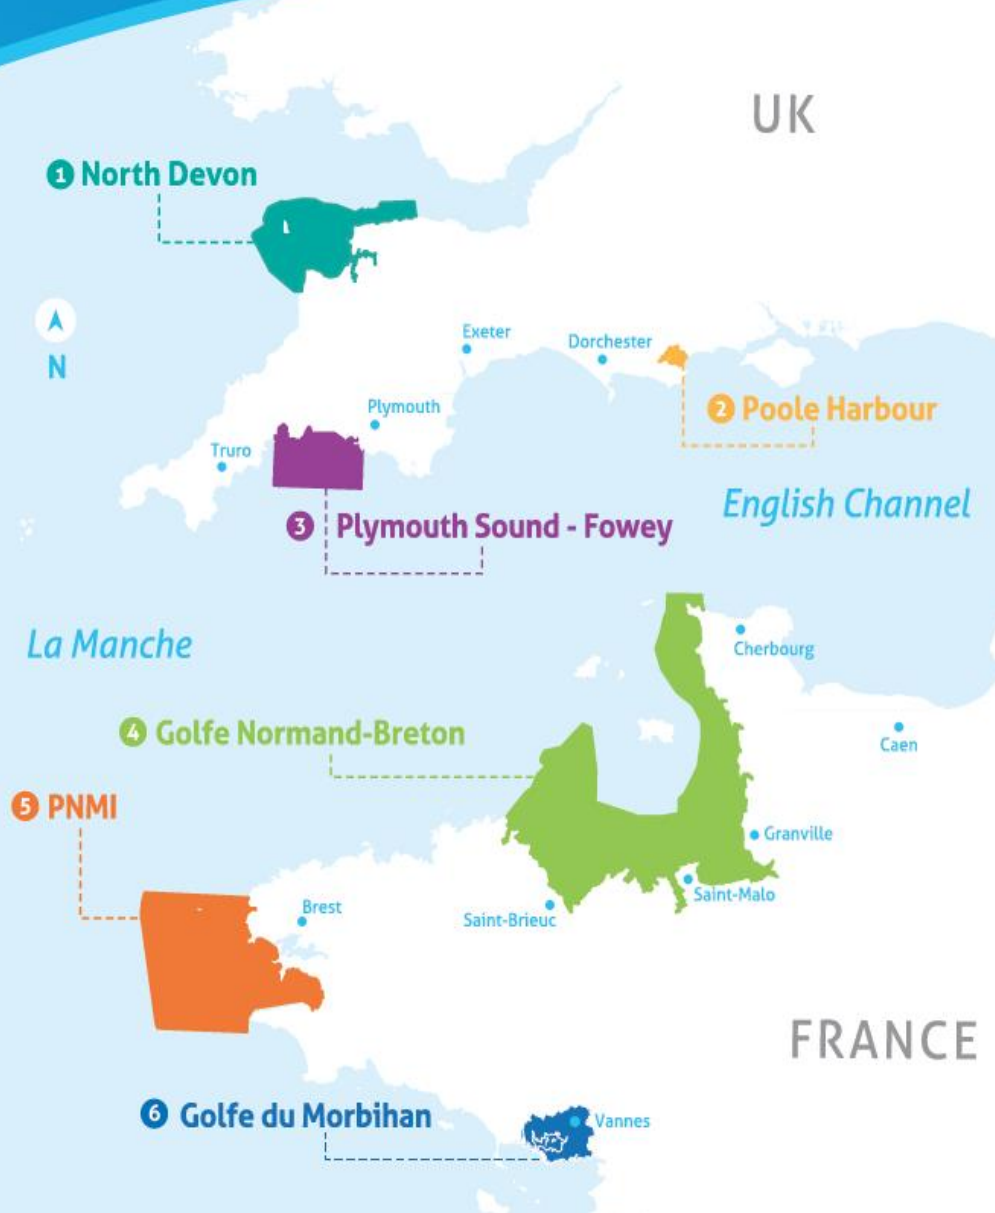 UK
1 North Devon
N
Exeter
Dorchester
Plymouth
2 Poole Harbour
Truro
English Channel
3 Plymouth Sound - Fowey
La Manche
Cherbourg
4 Golfe Normand-Breton
Caen
5 PNMI
Granville
Saint-Malo
Brest
Saint-Brieuc
FRANCE
6 Golfe du Morbihan
Vannes